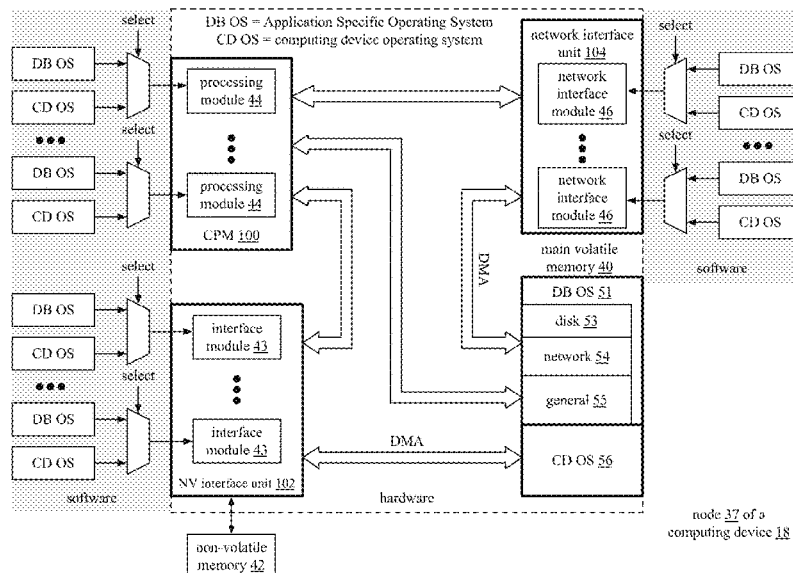 select
DB OS = Application Specific Operating System
CD OS = computing device operating system
select
DB OS
CD OS
DB OS
CD OS
select
processing
module 44
processing
module 44
CPM 100
network interface
unit 104
network
interface
module 46
network
interface
module 46
DB OS
CD OS
select
DB OS
CD OS
software
main volatile
memory 40
DMA
DB OS 51
disk 53
network 54
general 55
CD OS 56
select
DB OS
CD OS
select
DB OS
CD OS
software
interface
module 43
interface
module 43
NV interface unit 102
DMA
hardware
non-volatile
memory 42
node 37 of a
computing device 18